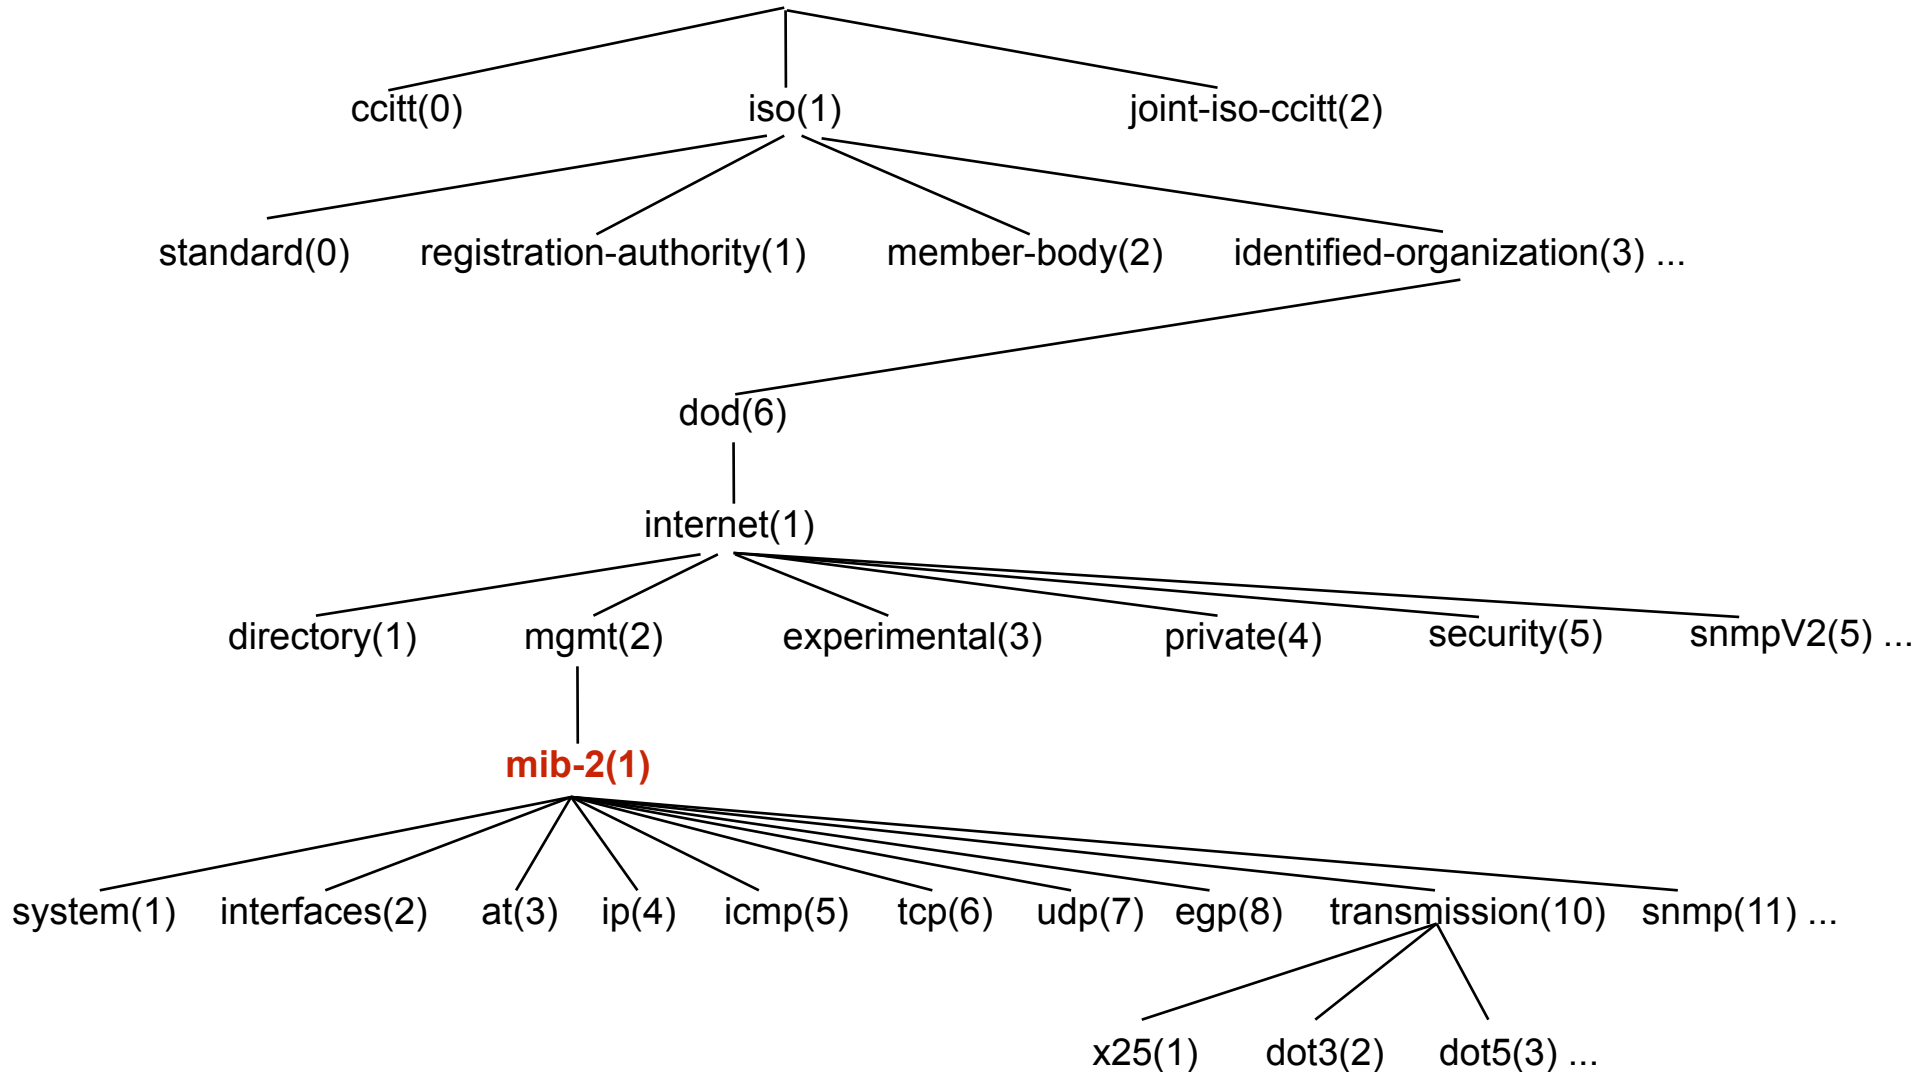 ccitt(0) iso(1) joint-iso-ccitt(2)
standard(0) registration-authority(1) member-body(2) identified-organization(3) ...
dod(6)
internet(1)
directory(1) mgmt(2) experimental(3) private(4) security(5) snmpV2(5) ...
mib-2(1)
system(1) interfaces(2) at(3) ip(4) icmp(5) tcp(6) udp(7) egp(8) transmission(10) snmp(11) ...
x25(1) dot3(2) dot5(3) ...